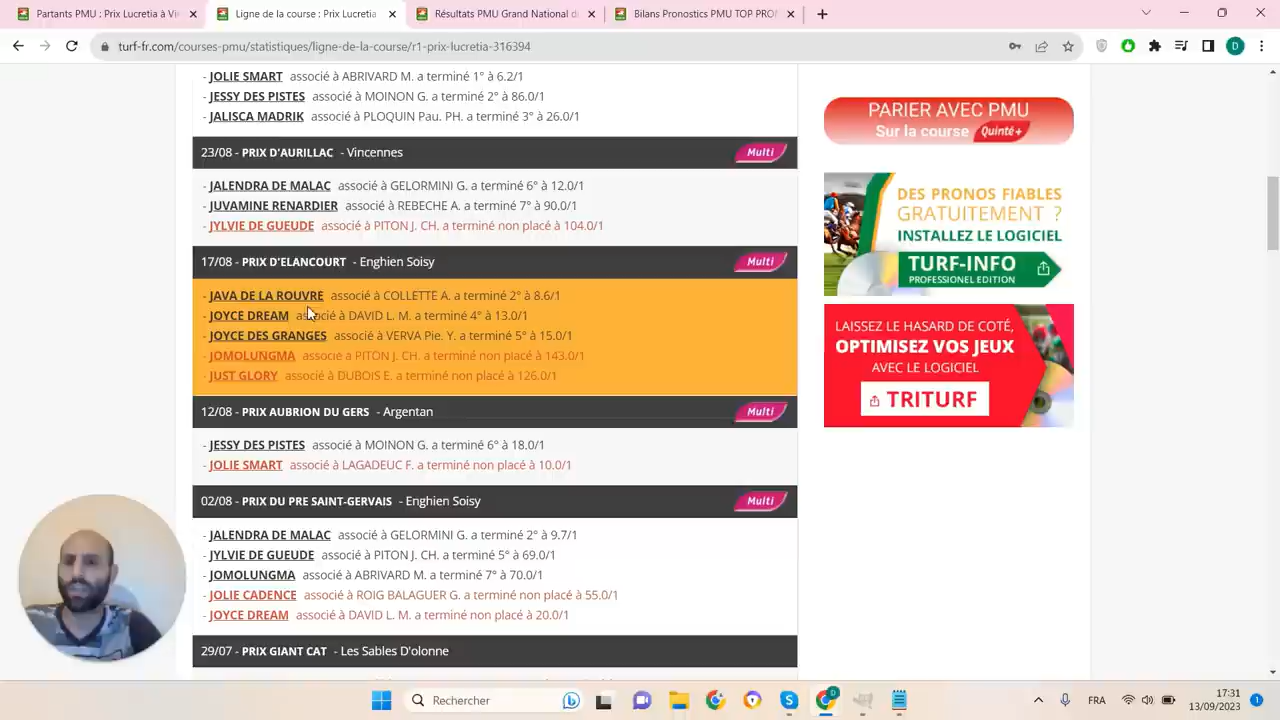 Partants PMU : Prix Lucretia à Vi
Ligne de course : Prix Lucretia
Résultats PMU Grand National d
Bilans Pronostics PMU TOP PRO
turf-fr.com/courses-pmu/statistiques/ligne-de-la-course/r1-prix-lucretia-316394
- JOLIE SMART associé à ABRIVARD M. a terminé 1° à 6.2/1
- JESSY DES PISTES associé à MOINON G. a terminé 2° à 86.0/1
- JALISCA MADRIK associé à PLOQUIN Pau. PH. a terminé 3° à 26.0/1
23/08 - PRIX D'AURILLAC - Vincennes Multi
- JALENDRA DE MALAC associé à GELORMINI G. a terminé 6° à 12.0/1
- JUVAMINE RENARDIER associé à REBECHE A. a terminé 7° à 90.0/1
- JYLVIE DE GUEUDE associé à PITON J. CH. a terminé non placé à 104.0/1
17/08 - PRIX D'ELANCOURT - Enghien Soisy Multi
- JAVA DE LA ROUVRE associé à COLLETTE A. a terminé 2° à 8.6/1
- JOYCE DREAM associé à DAVID L. M. a terminé 4° à 13.0/1
- JOYCE DES GRANGES associé à VERVA Pie. Y. a terminé 5° à 15.0/1
- JOMOLUNGMA associé à PITON J. CH. a terminé non placé à 143.0/1
- JUST GLORY associé à DUBOIS E. a terminé non placé à 126.0/1
12/08 - PRIX AUBRION DU GERS - Argentan Multi
- JESSY DES PISTES associé à MOINON G. a terminé 6° à 18.0/1
- JOLIE SMART associé à LAGADEUC F. a terminé non placé à 10.0/1
02/08 - PRIX DU PRE SAINT-GERVAIS - Enghien Soisy Multi
- JALENDRA DE MALAC associé à GELORMINI G. a terminé 2° à 9.7/1
- JYLVIE DE GUEUDE associé à PITON J. CH. a terminé 5° à 69.0/1
- JOMOLUNGMA associé à ABRIVARD M. a terminé 7° à 70.0/1
- JOLIE CADENCE associé à ROIG BALAGUER G. a terminé non placé à 55.0/1
- JOYCE DREAM associé à DAVID L. M. a terminé non placé à 20.0/1
29/07 - PRIX GIANT CAT - Les Sables D'olonne
PARIER AVEC PMU
Sur la course Quinté+
DES PRONOS FIABLES
GRATUITEMENT ?
INSTALLEZ LE LOGICIEL
TURF-INFO
PROFESSIONEL EDITION
LAISSEZ LE HASARD DE COTÉ,
OPTIMISEZ VOS JEUX
AVEC LE LOGICIEL
TRITURF
Rechercher
FRA
17:31
13/09/2023